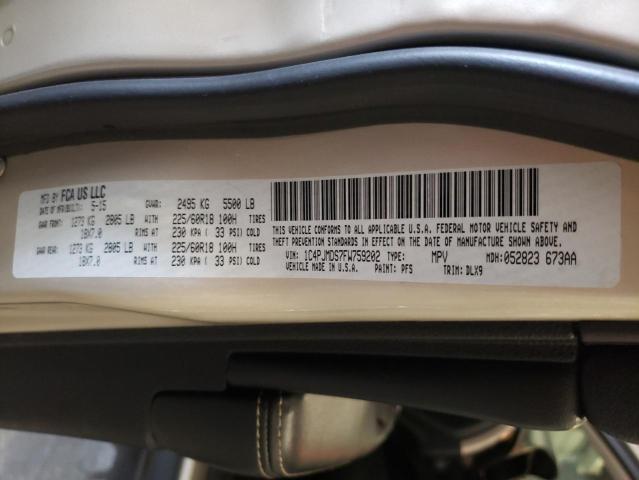 MFD BY FCA US LLC
DATE OF MFR(BUILT): 5-15 GVWR: 2495 KG 5500 LB
GAWR FRONT: 1273 KG 2805 LB WITH 225/60R18 100H TIRES
18X7.0 RIMS AT 230 KPA ( 33 PSI) COLD
GAWR REAR: 1273 KG 2805 LB WITH 225/60R18 100H TIRES
18X7.0 RIMS AT 230 KPA ( 33 PSI) COLD
THIS VEHICLE CONFORMS TO ALL APPLICABLE U.S.A. FEDERAL MOTOR VEHICLE SAFETY AND
THEFT PREVENTION STANDARDS IN EFFECT ON THE DATE OF MANUFACTURE SHOWN ABOVE.
VIN: 1C4PJMDS7FW759202 TYPE: MPV MDH: 052823 673AA
VEHICLE MADE IN U.S.A. PAINT: PFS TRIM: DLX9